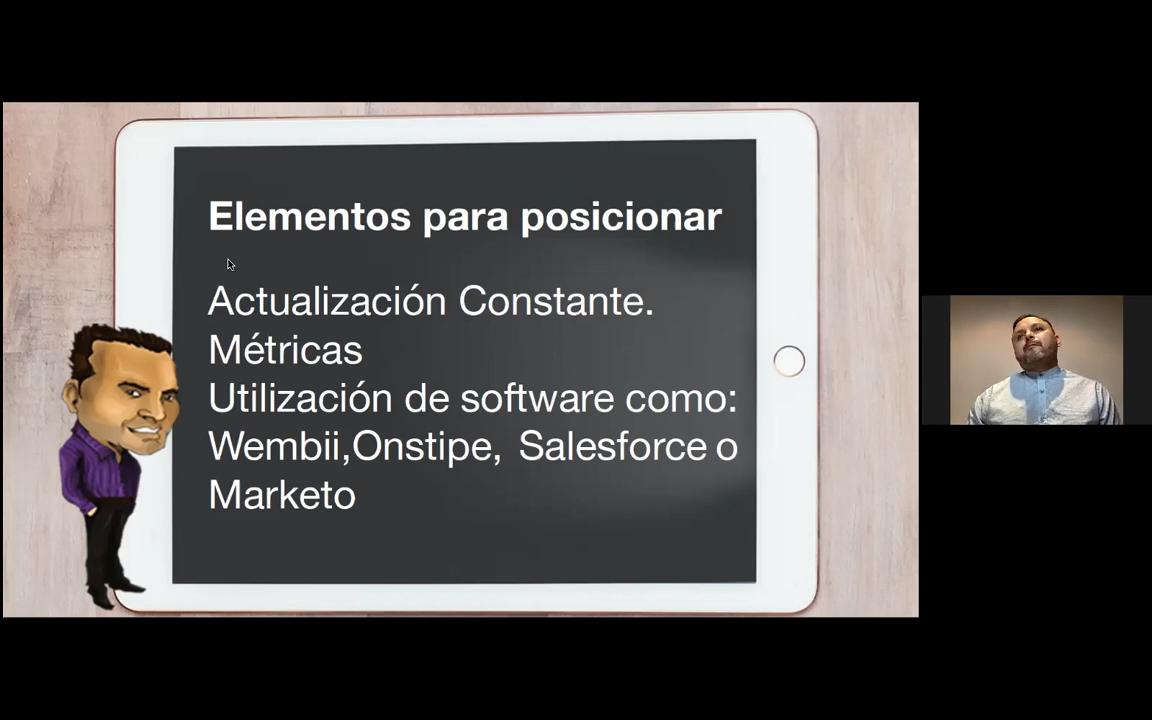 Elementos para posicionar
Actualización Constante.
Métricas
Utilización de software como:
Wembii,Onstipe, Salesforce o
Marketo